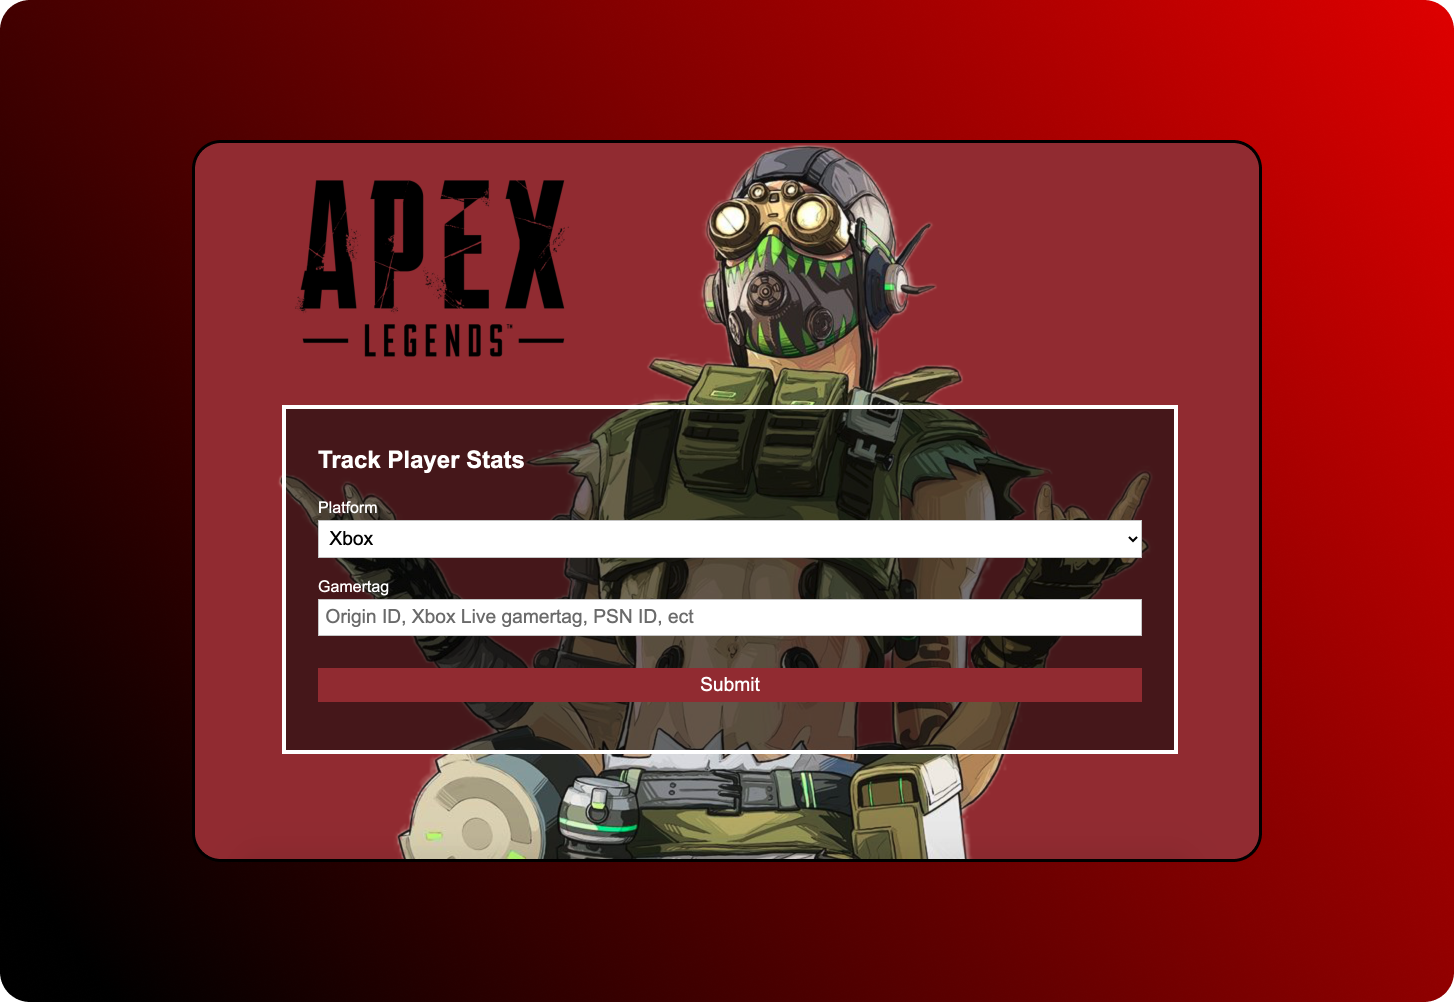 APEX
LEGENDS™
Track Player Stats
Platform
Xbox
Gamertag
Origin ID, Xbox Live gamertag, PSN ID, ect
Submit